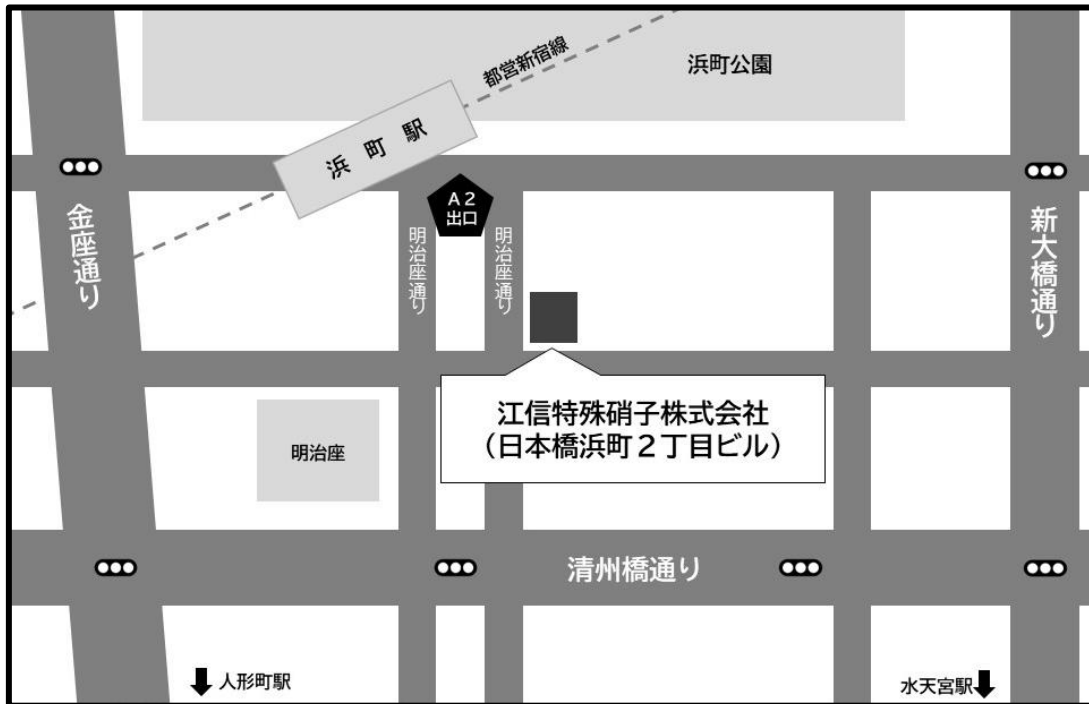 都営新宿線
浜町公園
浜町駅
A2
出口
金座通り
明治座通り
明治座通り
新大橋通り
江信特殊硝子株式会社
（日本橋浜町２丁目ビル）
明治座
清州橋通り
人形町駅
水天宮駅